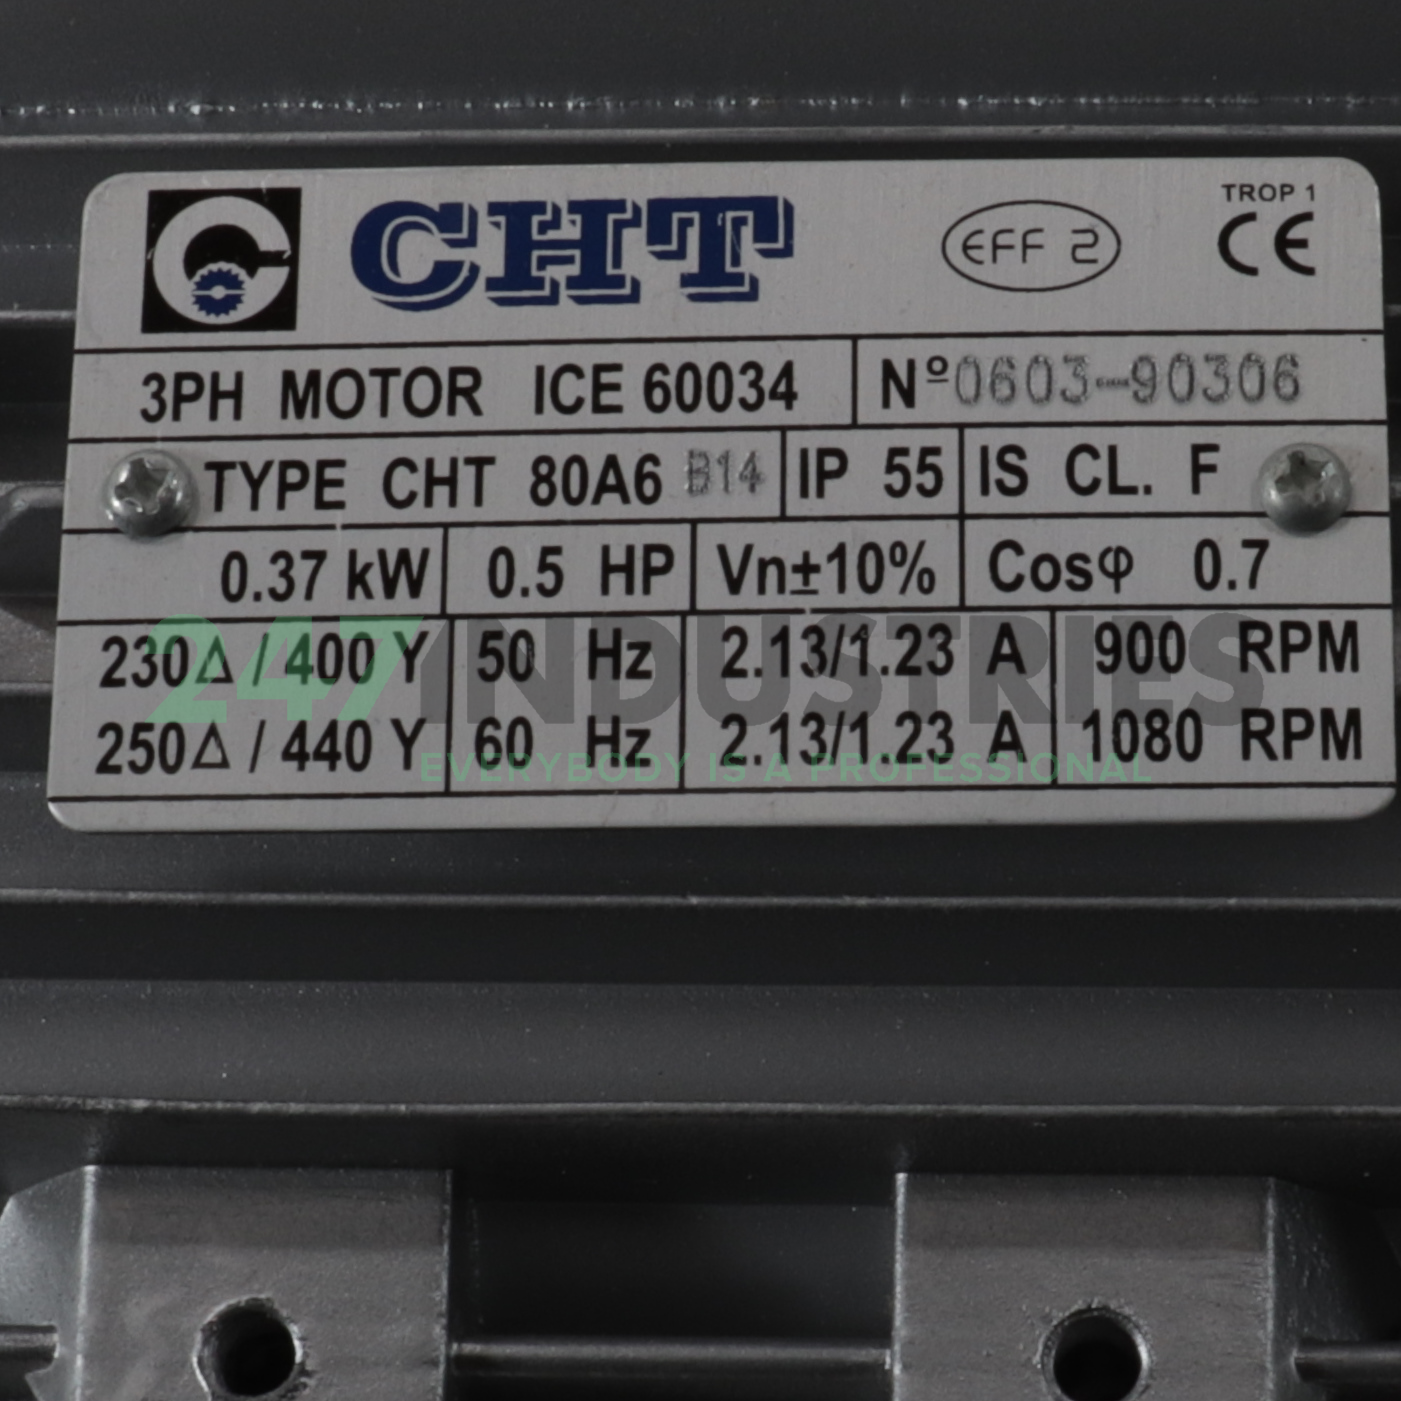 CHT
EFF 2
TROP 1
CE
3PH MOTOR ICE 60034 Nº 0603-90306
TYPE CHT 80A6 B14 IP 55 IS CL. F
0.37 kW 0.5 HP Vn±10% Cosφ 0.7
230Δ / 400 Y 50 Hz 2.13/1.23 A 900 RPM
250Δ / 440 Y 60 Hz 2.13/1.23 A 1080 RPM
247INDUSTRIES
EVERYBODY IS A PROFESSIONAL